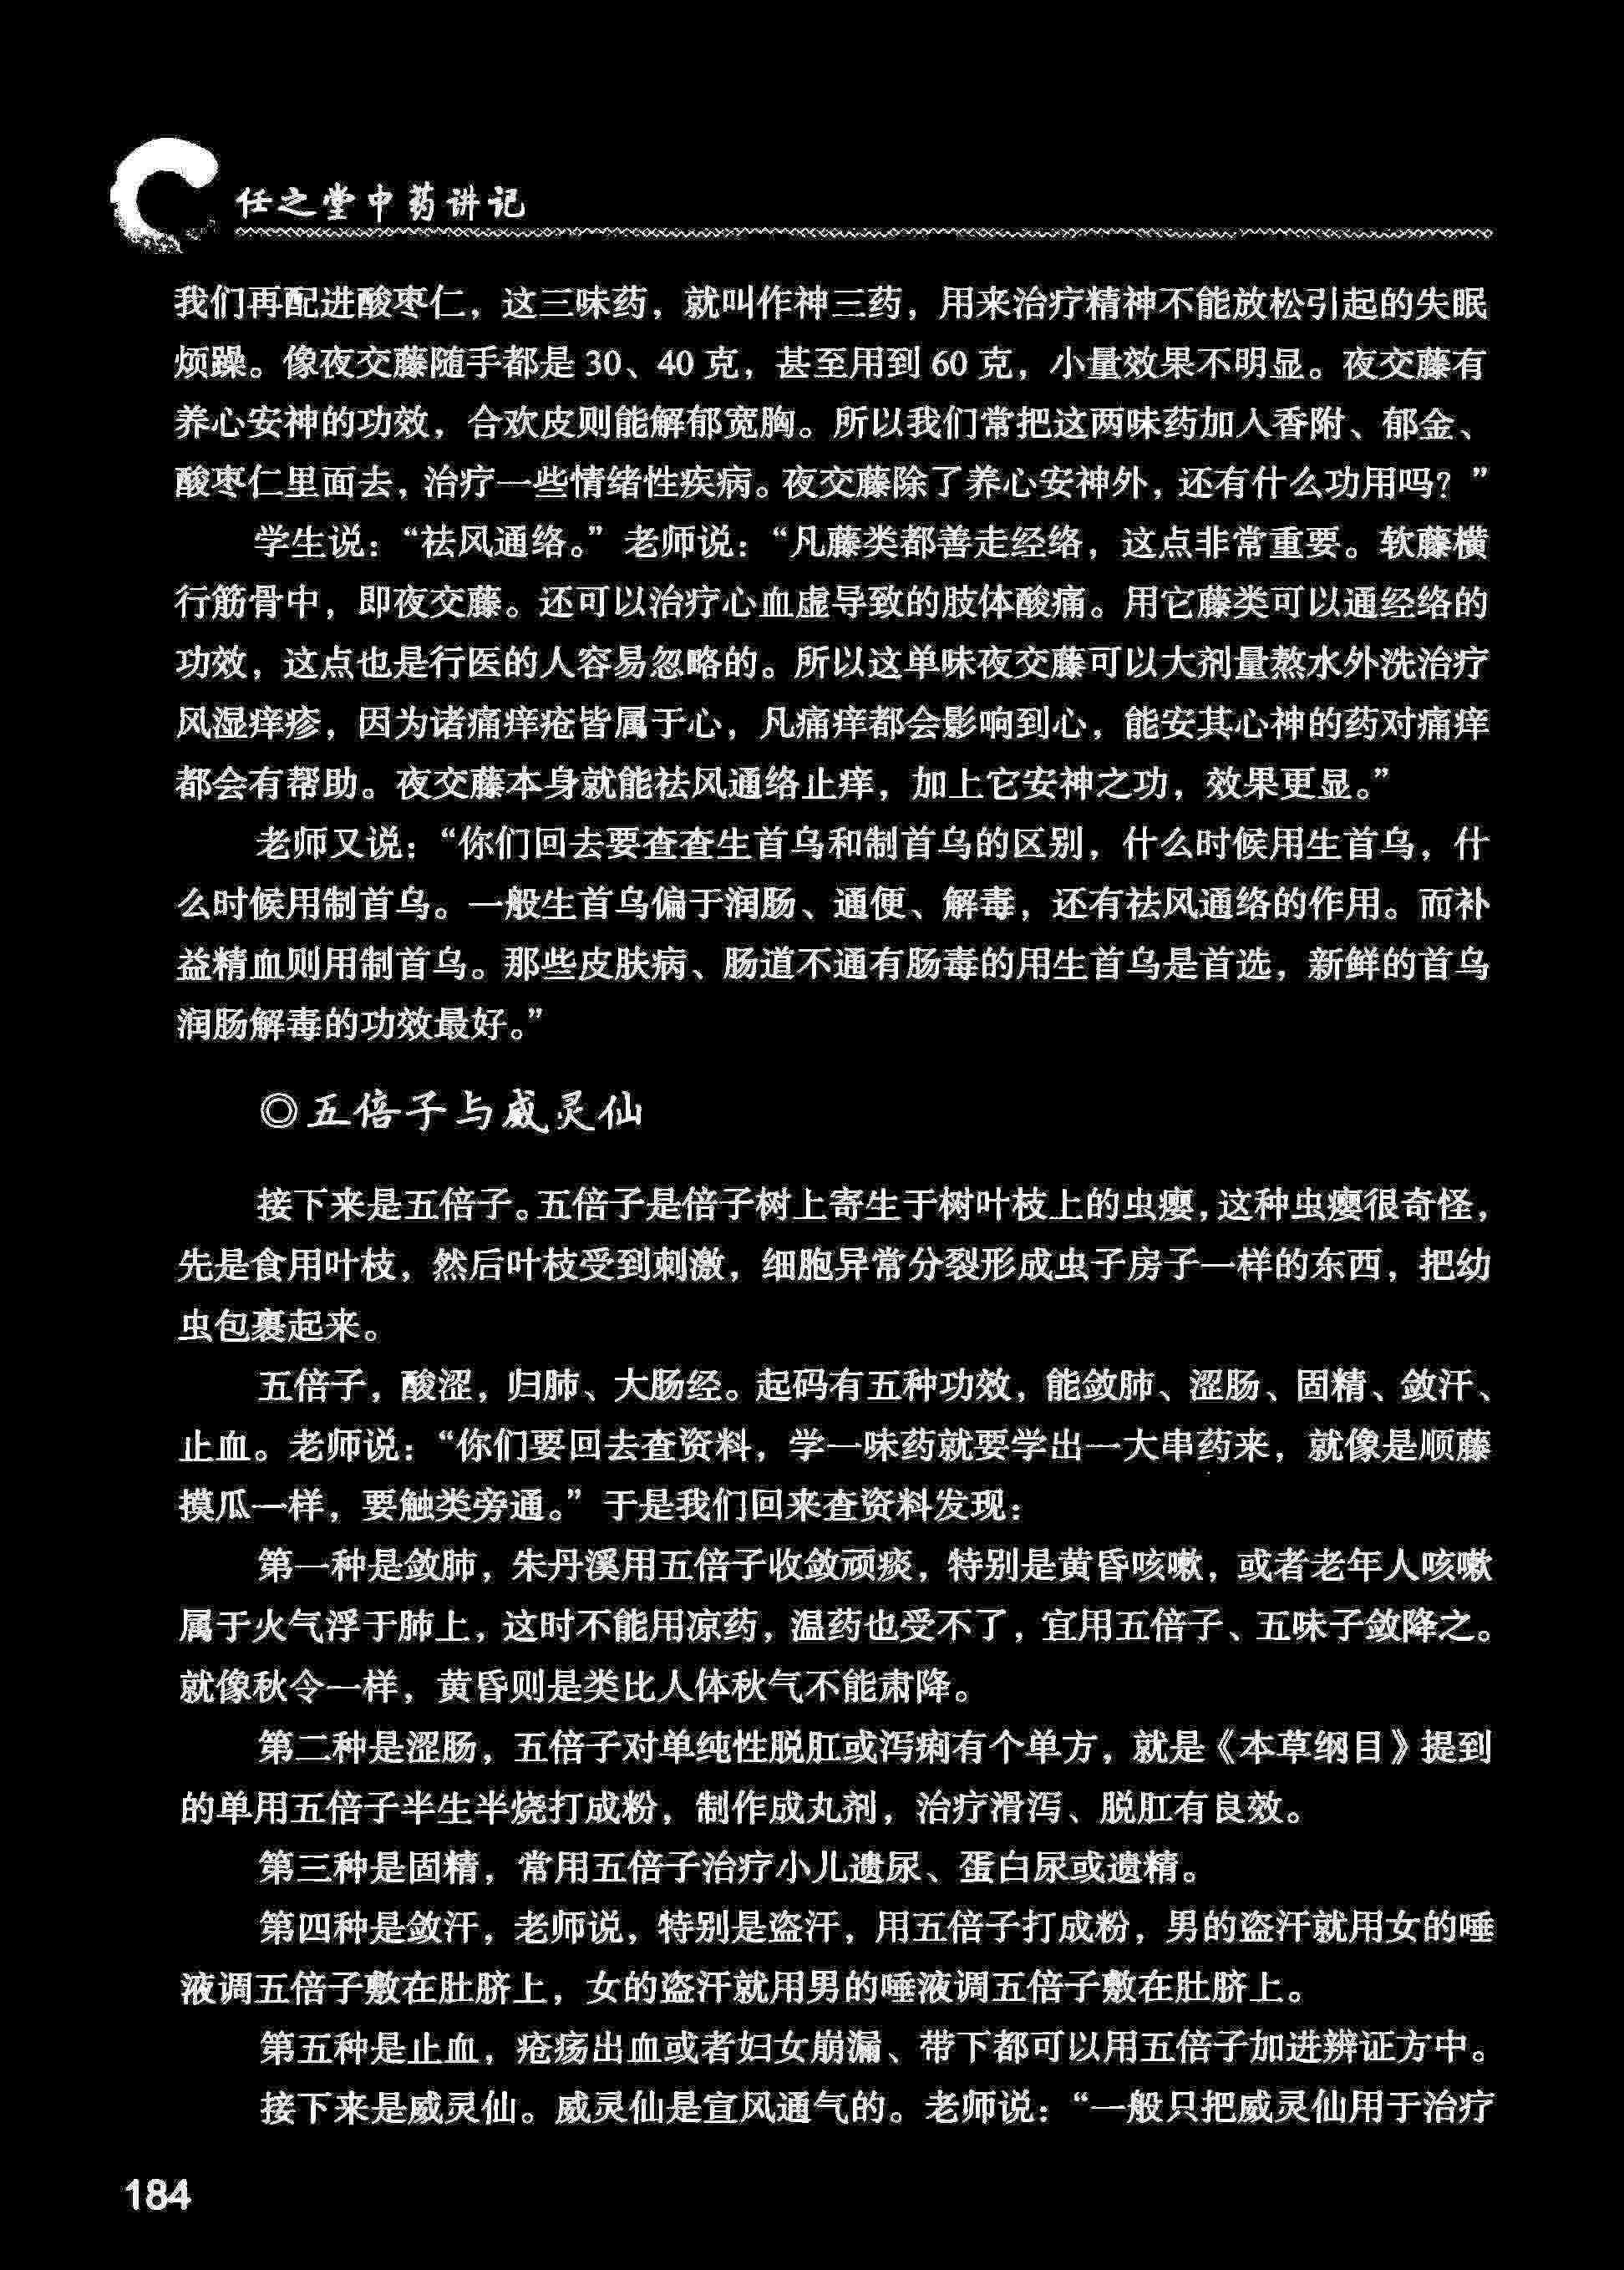 任之堂中药讲记
我们再配进酸枣仁，这三味药，就叫作神三药，用来治疗精神不能放松引起的失眠
烦躁。像夜交藤随手都是30、40克，甚至用到60克，小量效果不明显。夜交藤有
养心安神的功效，合欢皮则能解郁宽胸。所以我们常把这两味药加入香附、郁金、
酸枣仁里面去，治疗一些情绪性疾病。夜交藤除了养心安神外，还有什么功用吗？”
学生说：“祛风通络。”老师说：“凡藤类都善走经络，这点非常重要。软藤横
行筋骨中，即夜交藤。还可以治疗心血虚导致的肢体酸痛。用它藤类可以通经络的
功效，这点也是行医的人容易忽略的。所以这单味夜交藤可以大剂量熬水外洗治疗
风湿痒疹，因为诸痛痒疮皆属于心，凡痛痒都会影响到心，能安其心神的药对痛痒
都会有帮助。夜交藤本身就能祛风通络止痒，加上它安神之功，效果更显。”
老师又说：“你们回去要查查生首乌和制首乌的区别，什么时候用生首乌，什
么时候用制首乌。一般生首乌偏于润肠、通便、解毒，还有祛风通络的作用。而补
益精血则用制首乌。那些皮肤病、肠道不通有肠毒的用生首乌是首选，新鲜的首乌
润肠解毒的功效最好。”
◎五倍子与威灵仙
接下来是五倍子。五倍子是倍子树上寄生于树叶枝上的虫瘿，这种虫瘿很奇怪，
先是食用叶枝，然后叶枝受到刺激，细胞异常分裂形成虫子房子一样的东西，把幼
虫包裹起来。
五倍子，酸涩，归肺、大肠经。起码有五种功效，能敛肺、涩肠、固精、敛汗、
止血。老师说：“你们要回去查资料，学一味药就要学出一大串药来，就像是顺藤
摸瓜一样，要触类旁通。”于是我们回来查资料发现：
第一种是敛肺，朱丹溪用五倍子收敛顽痰，特别是黄昏咳嗽，或者老年人咳嗽
属于火气浮于肺上，这时不能用凉药，温药也受不了，宜用五倍子、五味子敛降之。
就像秋令一样，黄昏则是类比人体秋气不能肃降。
第二种是涩肠，五倍子对单纯性脱肛或泻痢有个单方，就是《本草纲目》提到
的单用五倍子半生半烧打成粉，制作成丸剂，治疗滑泻、脱肛有良效。
第三种是固精，常用五倍子治疗小儿遗尿、蛋白尿或遗精。
第四种是敛汗，老师说，特别是盗汗，用五倍子打成粉，男的盗汗就用女的唾
液调五倍子敷在肚脐上，女的盗汗就用男的唾液调五倍子敷在肚脐上。
第五种是止血，疮疡出血或者妇女崩漏、带下都可以用五倍子加进辨证方中。
接下来是威灵仙。威灵仙是宣风通气的。老师说：“一般只把威灵仙用于治疗
184